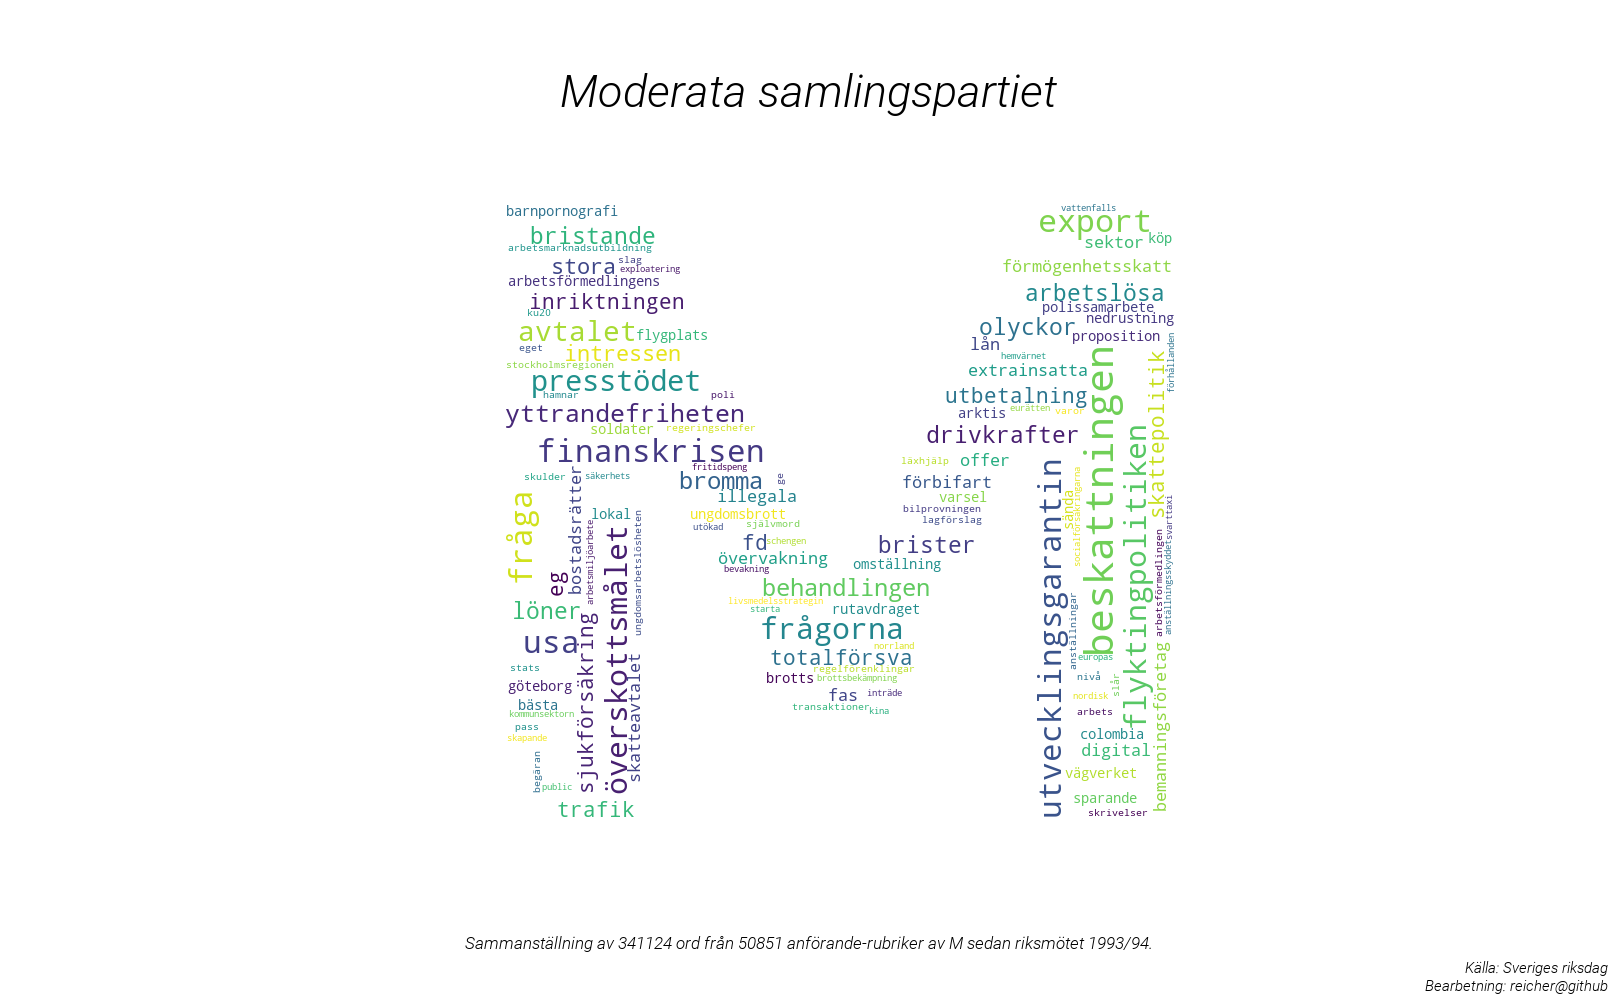 Moderata samlingspartiet
barnpornografi
bristande
arbetsmarknadsutbildning
stora
slag
exploatering
arbetsförmedlingens
inriktningen
ku20
avtalet
flygplats
eget
intressen
stockholmsregionen
presstödet
hamnar
poli
yttrandefriheten
soldater
regeringschefer
finanskrisen
fritidspeng
skulder
säkerhets
bromma
ge
illegala
fråga
bostadsrätter
lokal
ungdomsbrott
utökad
självmord
arbetsmiljöarbete
överskottsmålet
ungdomsarbetslösheten
fd
schengen
övervakning
bevakning
eg
löner
behandlingen
livsmedelsstrategin
starta
rutavdraget
usa
sjukförsäkring
frågorna
norrland
totalförsva
regelförenklingar
stats
göteborg
skatteavtalet
brotts
brottsbekämpning
bästa
fas
inträde
kommunsektorn
transaktioner
kina
pass
skapande
begäran
public
trafik
vattenfalls
export
sektor
köp
förmögenhetsskatt
arbetslösa
polissamarbete
nedrustning
olyckor
proposition
lån
hemvärnet
förhållanden
extrainsatta
utbetalning
arktis
eurätten
varor
beskattningen
skattepolitik
drivkrafter
läxhjälp
offer
förbifart
varsel
bilprovningen
lagförslag
utvecklingsgarantin
sända
socialförsäkringarna
flyktingpolitiken
svarttaxi
brister
omställning
arbetsförmedlingen
anställningsskyddet
anställningar
europas
nivå
slår
nordisk
arbets
bemanningsföretag
colombia
digital
vägverket
sparande
skrivelser
Sammanställning av 341124 ord från 50851 anförande-rubriker av M sedan riksmötet 1993/94.
Källa: Sveriges riksdag
Bearbetning: reicher@github